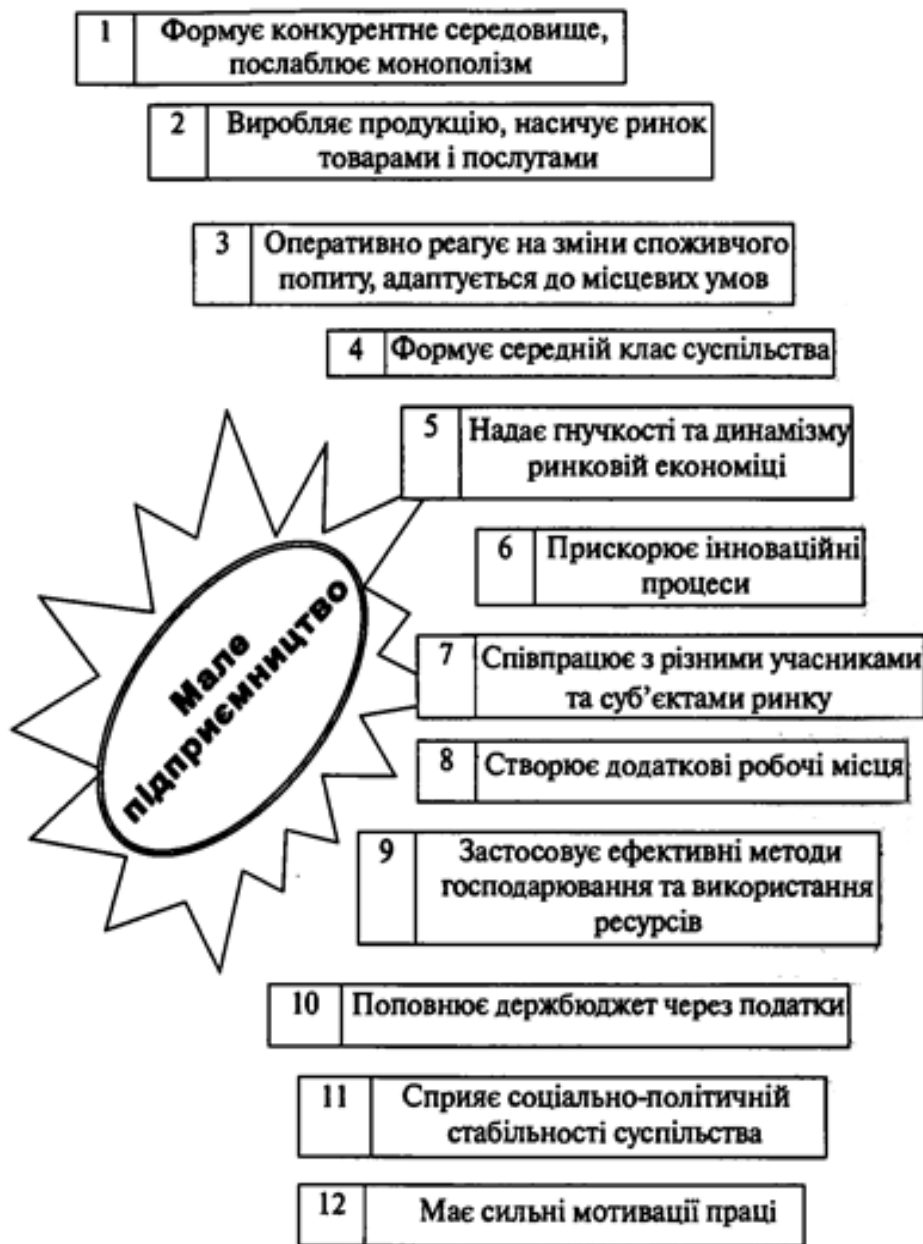 1 Формує конкурентне середовище,
послаблює монополізм
2 Виробляє продукцію, насичує ринок
товарами і послугами
3 Оперативно реагує на зміни споживчого
попиту, адаптується до місцевих умов
4 Формує середній клас суспільства
5 Надає гнучкості та динамізму
ринковій економіці
6 Прискорює інноваційні
процеси
Мале
підприємництво
7 Співпрацює з різними учасниками
та суб’єктами ринку
8 Створює додаткові робочі місця
9 Застосовує ефективні методи
господарювання та використання
ресурсів
10 Поповнює держбюджет через податки
11 Сприяє соціально-політичній
стабільності суспільства
12 Має сильні мотивації праці